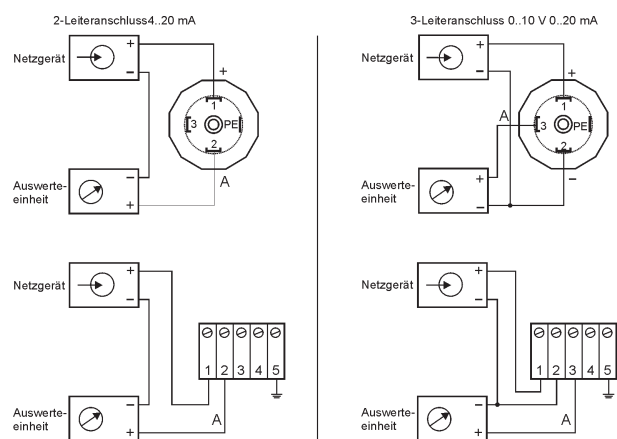 2-Leiteranschluss4..20 mA
Netzgerät
+
−
+
1
3
PE
2
A
Auswerte-
einheit
−
+
Netzgerät
+
−
1 2 3 4 5
Auswerte-
einheit
−
+
A
3-Leiteranschluss 0..10 V 0..20 mA
Netzgerät
+
−
+
1
A
3
PE
2
−
Auswerte-
einheit
+
−
Netzgerät
+
−
1 2 3 4 5
Auswerte-
einheit
−
+
A